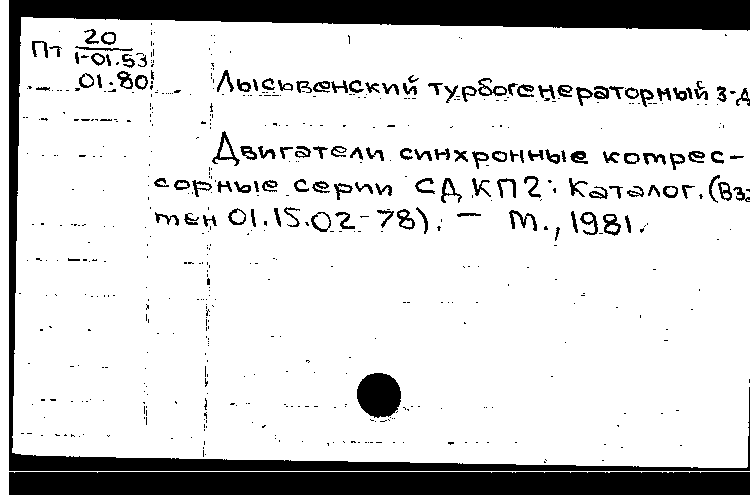 Пт 20
1-01.53
01.80
Лысьвенский турбогенераторный з-д
Двигатели синхронные компрес-
сорные серии СДКП2: Каталог. (Вза
мен 01.15.02-78). — М., 1981.